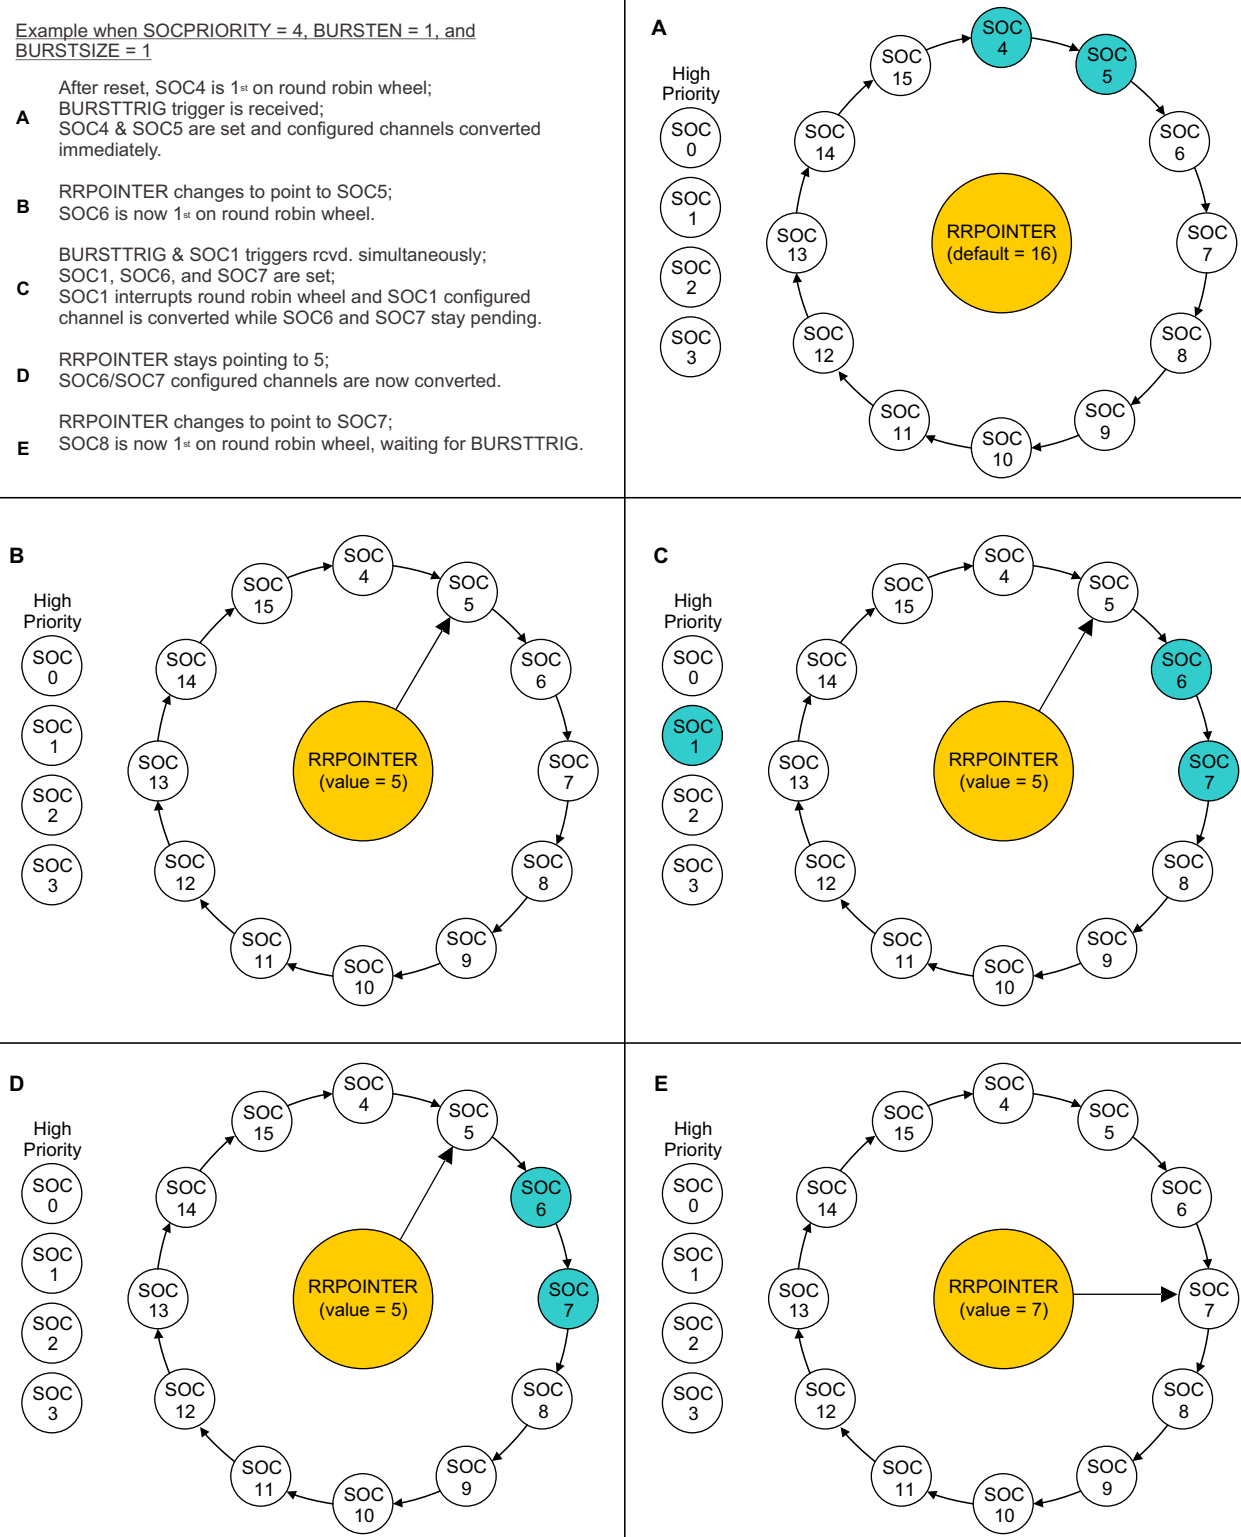 Example when SOCPRIORITY = 4, BURSTEN = 1, and
BURSTSIZE = 1
A
After reset, SOC4 is 1st on round robin wheel;
BURSTTRIG trigger is received;
SOC4 & SOC5 are set and configured channels converted
immediately.
B
RRPOINTER changes to point to SOC5;
SOC6 is now 1st on round robin wheel.
C
BURSTTRIG & SOC1 triggers rcvd. simultaneously;
SOC1, SOC6, and SOC7 are set;
SOC1 interrupts round robin wheel and SOC1 configured
channel is converted while SOC6 and SOC7 stay pending.
D
RRPOINTER stays pointing to 5;
SOC6/SOC7 configured channels are now converted.
E
RRPOINTER changes to point to SOC7;
SOC8 is now 1st on round robin wheel, waiting for BURSTTRIG.
A
High
Priority
SOC
0
SOC
1
SOC
2
SOC
3
SOC
4
SOC
5
SOC
6
SOC
7
SOC
8
SOC
9
SOC
10
SOC
11
SOC
12
SOC
13
SOC
14
SOC
15
RRPOINTER
(default = 16)
B
High
Priority
SOC
0
SOC
1
SOC
2
SOC
3
SOC
4
SOC
5
SOC
6
SOC
7
SOC
8
SOC
9
SOC
10
SOC
11
SOC
12
SOC
13
SOC
14
SOC
15
RRPOINTER
(value = 5)
C
High
Priority
SOC
0
SOC
1
SOC
2
SOC
3
SOC
4
SOC
5
SOC
6
SOC
7
SOC
8
SOC
9
SOC
10
SOC
11
SOC
12
SOC
13
SOC
14
SOC
15
RRPOINTER
(value = 5)
D
High
Priority
SOC
0
SOC
1
SOC
2
SOC
3
SOC
4
SOC
5
SOC
6
SOC
7
SOC
8
SOC
9
SOC
10
SOC
11
SOC
12
SOC
13
SOC
14
SOC
15
RRPOINTER
(value = 5)
E
High
Priority
SOC
0
SOC
1
SOC
2
SOC
3
SOC
4
SOC
5
SOC
6
SOC
7
SOC
8
SOC
9
SOC
10
SOC
11
SOC
12
SOC
13
SOC
14
SOC
15
RRPOINTER
(value = 7)